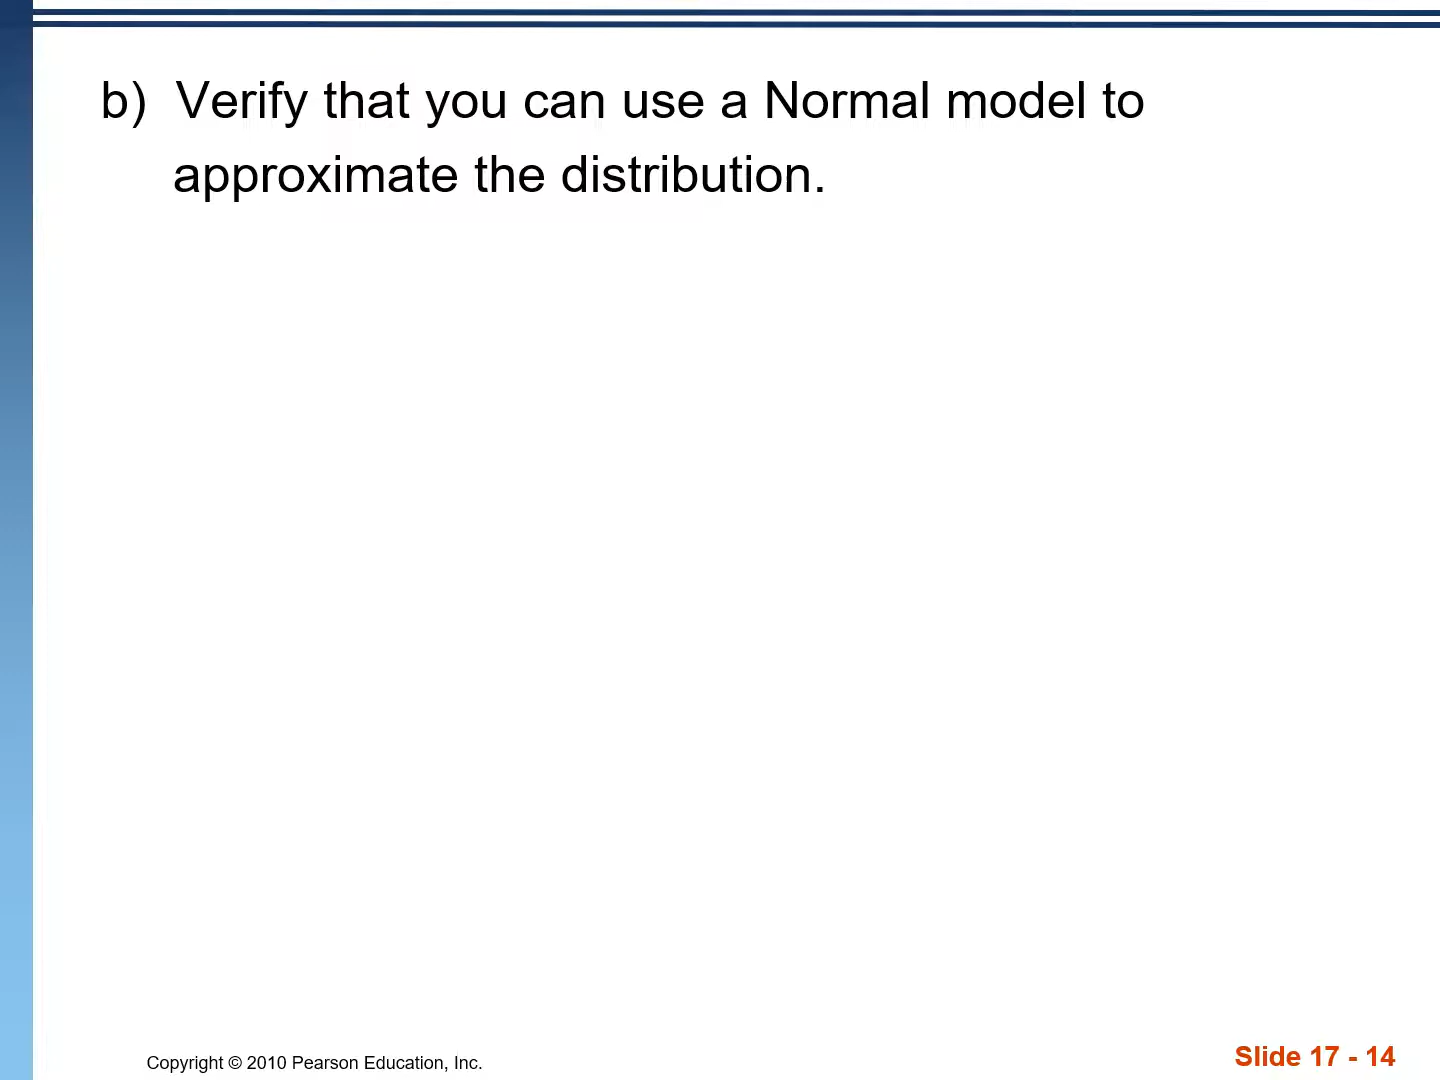 b) Verify that you can use a Normal model to
approximate the distribution.
Copyright © 2010 Pearson Education, Inc.
Slide 17 - 14